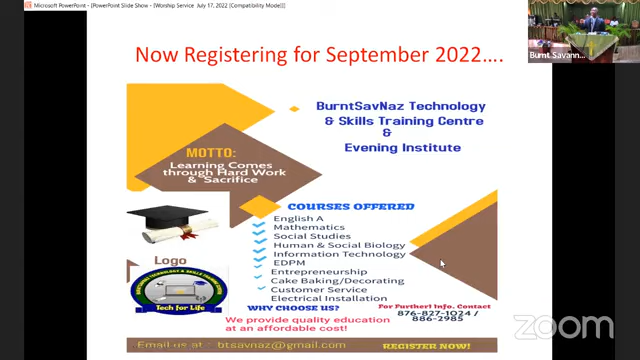 Microsoft PowerPoint - [PowerPoint Slide Show - [Worship Service July 17, 2022 [Compatibility Mode]]
Burnt Savann...
Now Registering for September 2022....
BurntSavNaz Technology
& Skills Training Centre
&
Evening Institute
MOTTO:
Learning Comes
through Hard Work
& Sacrifice
COURSES OFFERED
English A
Mathematics
Social Studies
Human & Social Biology
Information Technology
EDPM
Entrepreneurship
Cake Baking/Decorating
Customer Service
Electrical Installation
Logo
Tech for Life
WHY CHOOSE US?
We provide quality education
at an affordable cost!
For Further! Info. Contact
876-827-1024 /
886-2985
Email us at : btsavnaz@gmail.com
REGISTER NOW!
zoom